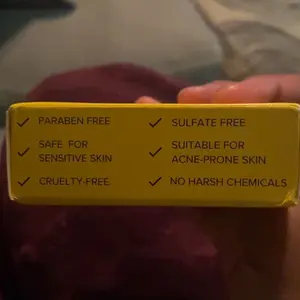 PARABEN FREE
SAFE FOR
SENSITIVE SKIN
CRUELTY-FREE
SULFATE FREE
SUITABLE FOR
ACNE-PRONE SKIN
NO HARSH CHEMICALS